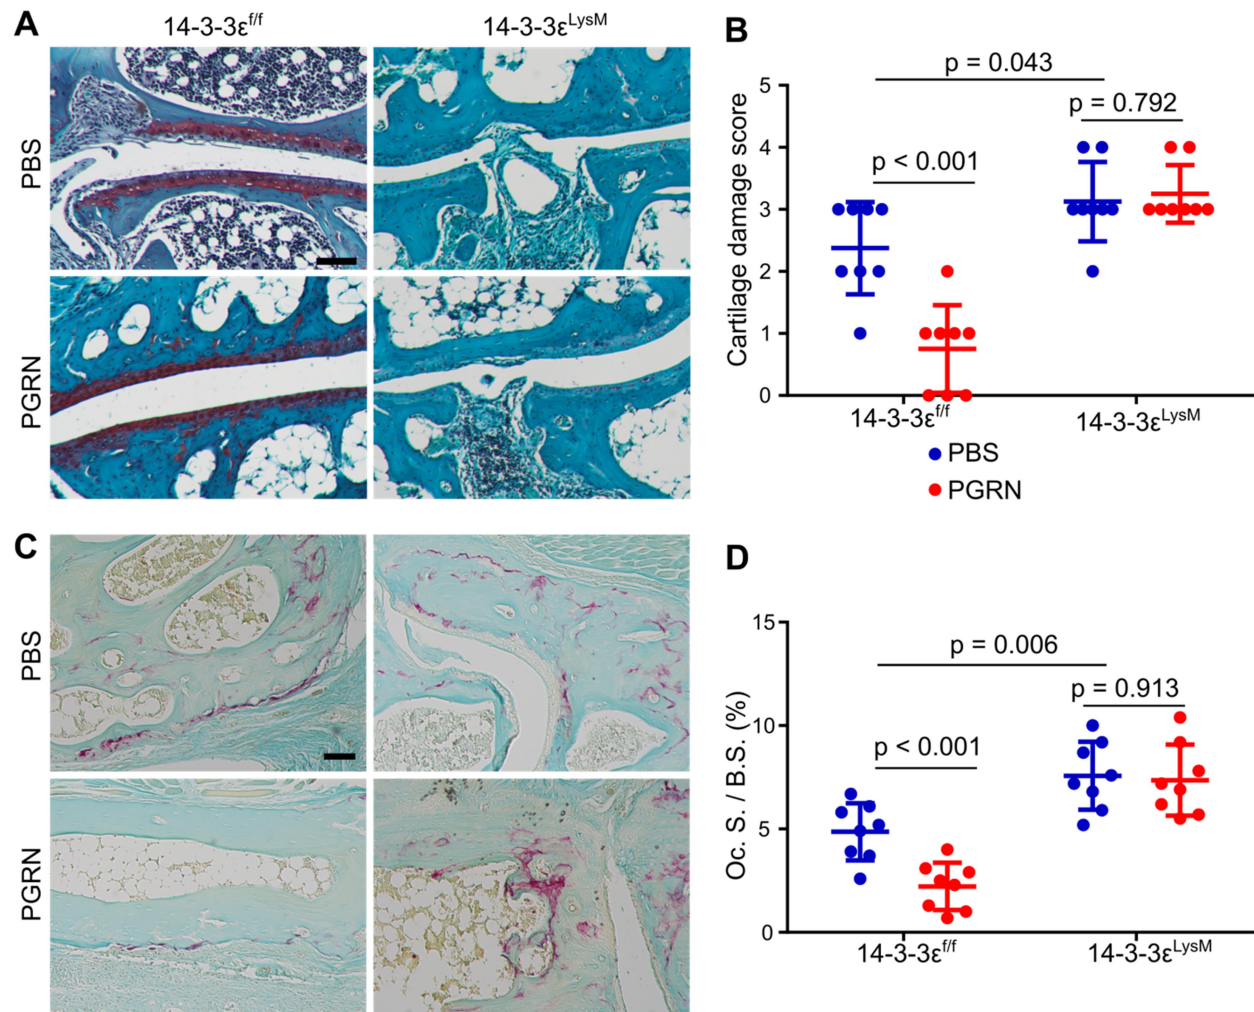 A
14-3-3ε^f/f
14-3-3ε^LysM
PBS
PGRN
B
p = 0.043
p = 0.792
p < 0.001
Cartilage damage score
5
4
3
2
1
0
14-3-3ε^f/f
14-3-3ε^LysM
PBS
PGRN
C
PBS
PGRN
D
p = 0.006
p = 0.913
p < 0.001
Oc. S. / B.S. (%)
15
10
5
0
14-3-3ε^f/f
14-3-3ε^LysM